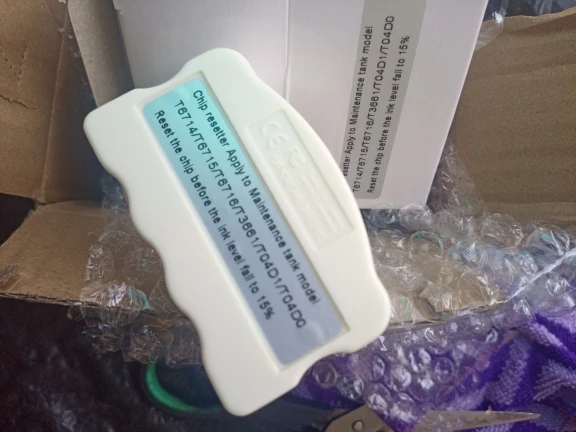 Chip resetter Apply to Maintenance tank model
T6714/T6715/T6716/T3661/T04D1/T04D0
Reset the chip before the ink level fall to 15%
resetter Apply to Maintenance tank model
T6714/T6715/T6716/T3661/T04D1/T04D0
Reset the chip before the ink level fall to 15%